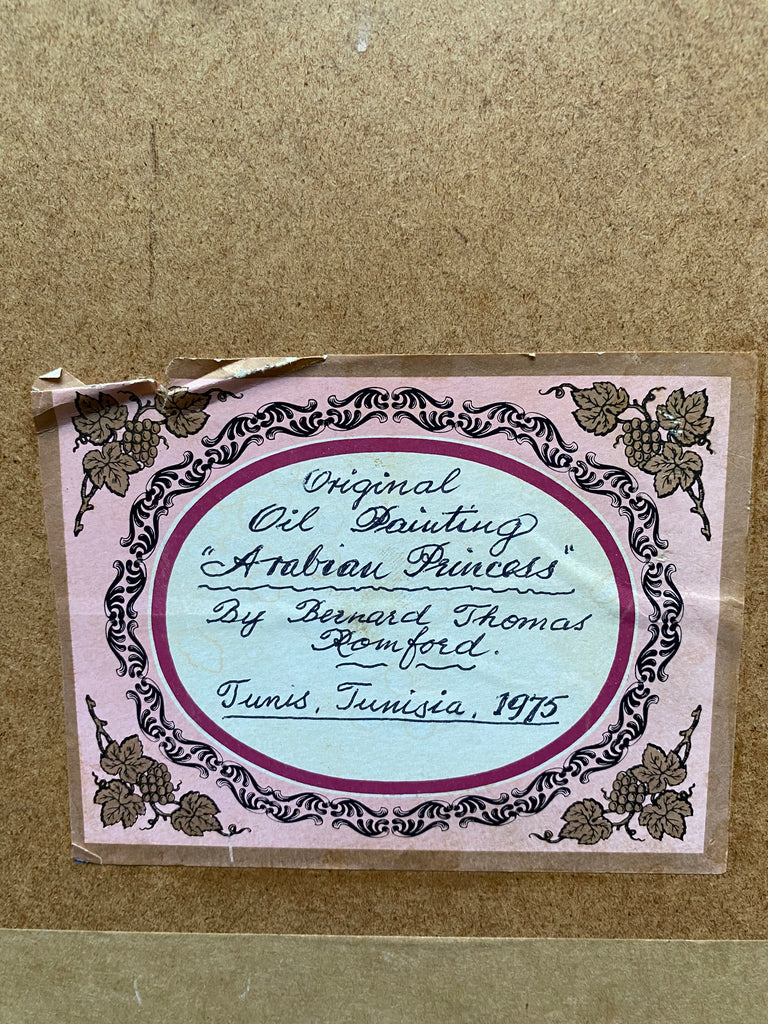 Original
Oil Painting
"Arabian Princess"
By Bernard Thomas
Romford.
Tunis, Tunisia, 1975